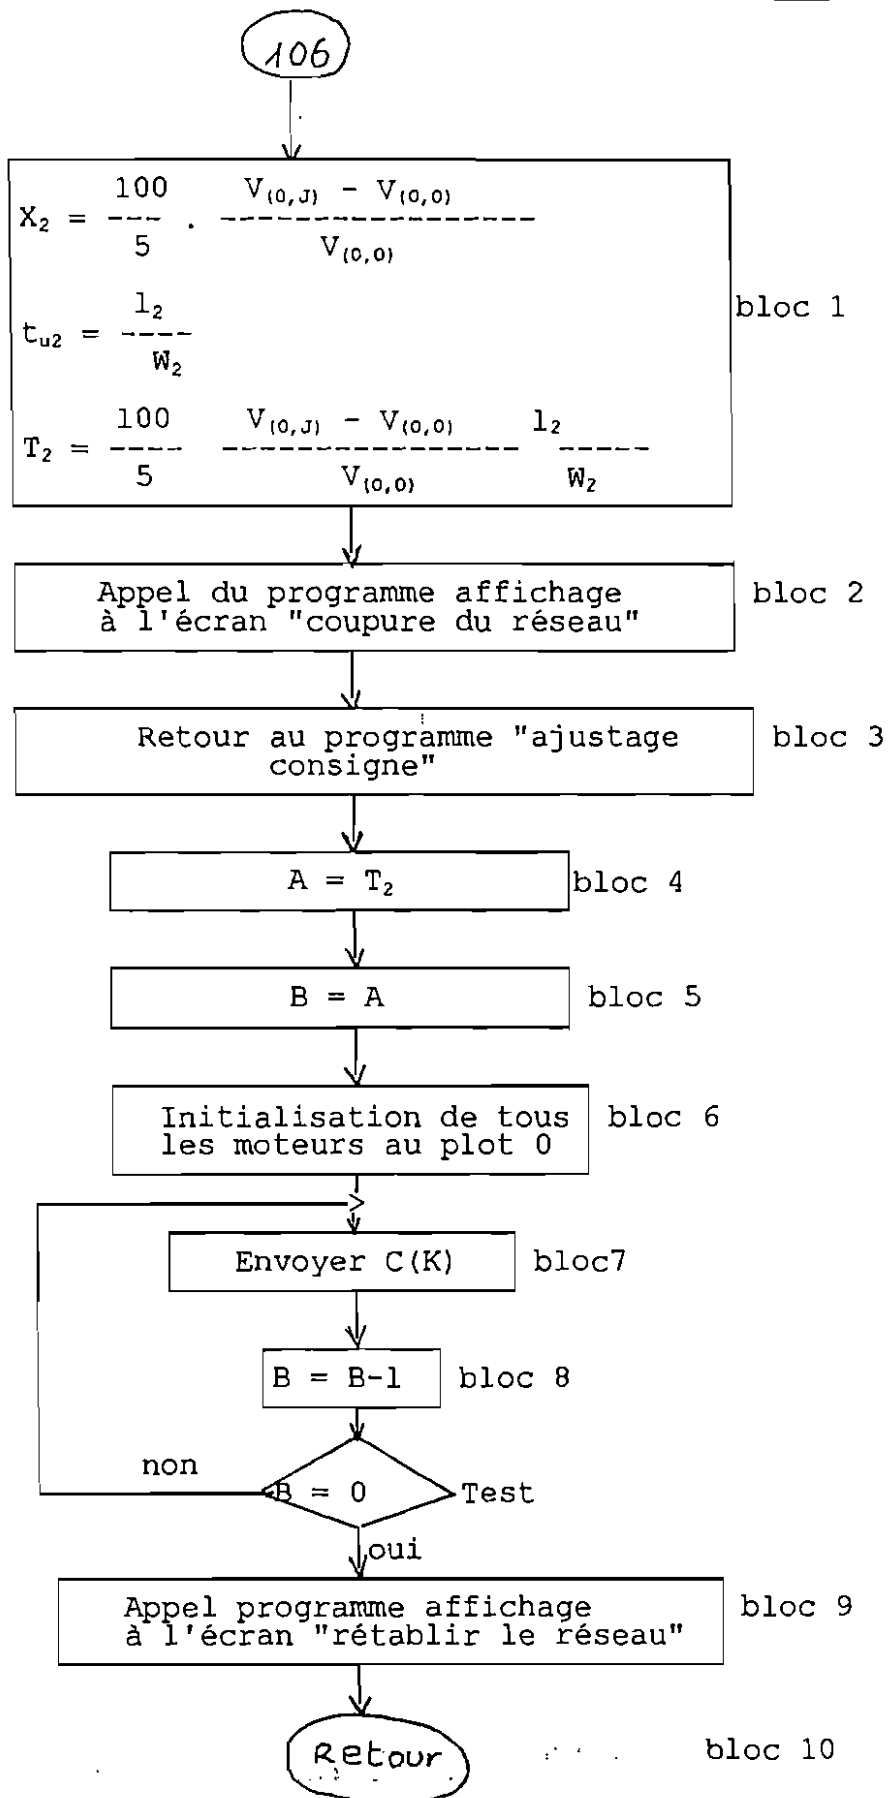 106
100 V(0,J) - V(0,0)
X2 = ---- . -----------------
5 V(0,0)
l2
tu2 = ----
W2
bloc 1
100 V(0,J) - V(0,0) l2
T2 = ---- ----------------- -----
5 V(0,0) W2
Appel du programme affichage
à l'écran "coupure du réseau"
bloc 2
Retour au programme "ajustage
consigne"
bloc 3
A = T2
bloc 4
B = A
bloc 5
Initialisation de tous
les moteurs au plot 0
bloc 6
Envoyer C(K)
bloc7
B = B-1
bloc 8
non
B = 0
Test
oui
Appel programme affichage
à l'écran "rétablir le réseau"
bloc 9
Retour
bloc 10